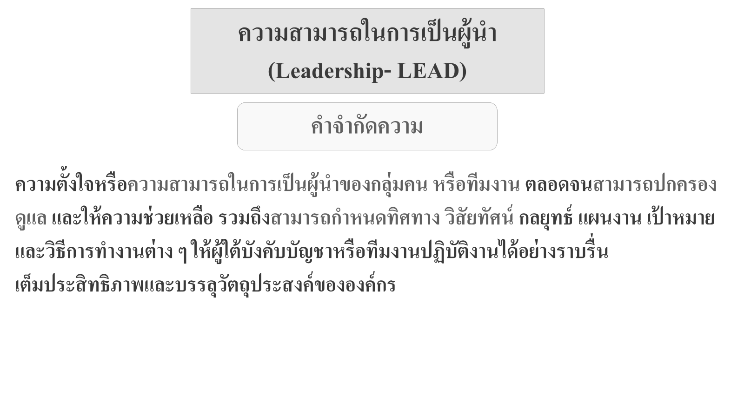 ความสามารถในการเป็นผู้นำ
(Leadership- LEAD)
คำจำกัดความ
ความตั้งใจหรือความสามารถในการเป็นผู้นำของกลุ่มคน หรือทีมงาน ตลอดจนสามารถปกครอง
ดูแล และให้ความช่วยเหลือ รวมถึงสามารถกำหนดทิศทาง วิสัยทัศน์ กลยุทธ์ แผนงาน เป้าหมาย
และวิธีการทำงานต่าง ๆ ให้ผู้ใต้บังคับบัญชาหรือทีมงานปฏิบัติงานได้อย่างราบรื่น
เต็มประสิทธิภาพและบรรลุวัตถุประสงค์ขององค์กร